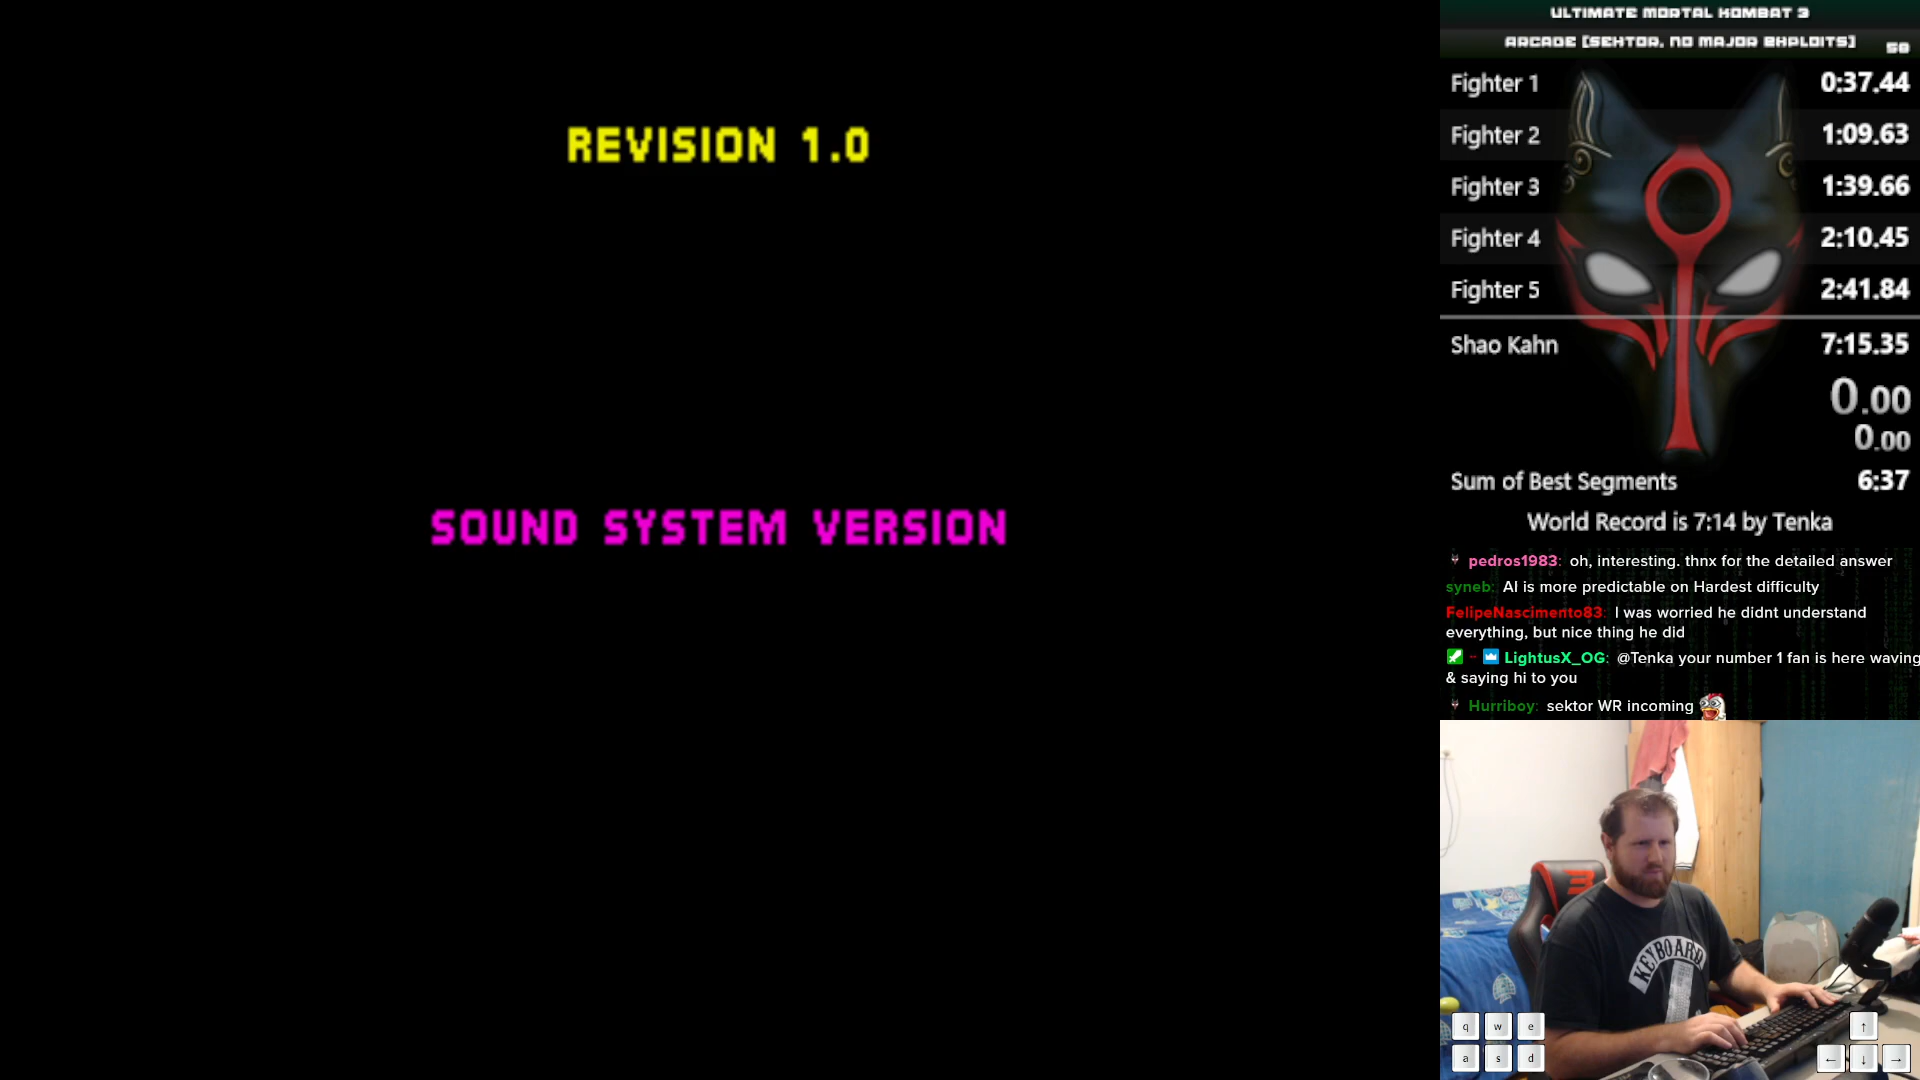 REVISION 1.0
SOUND SYSTEM VERSION
ULTIMATE MORTAL KOMBAT 3
ARCADE [SEKTOR, NO MAJOR EXPLOITS]
58
Fighter 1 0:37.44
Fighter 2 1:09.63
Fighter 3 1:39.66
Fighter 4 2:10.45
Fighter 5 2:41.84
Shao Kahn 7:15.35
0.00
0.00
Sum of Best Segments 6:37
World Record is 7:14 by Tenka
pedros1983: oh, interesting. thnx for the detailed answer
syneb: AI is more predictable on Hardest difficulty
FelipeNascimento83: I was worried he didnt understand
everything, but nice thing he did
LightusX_OG: @Tenka your number 1 fan is here waving
& saying hi to you
Hurriboy: sektor WR incoming
KEYBOARD
q w e ↑
a s d ← ↓ →